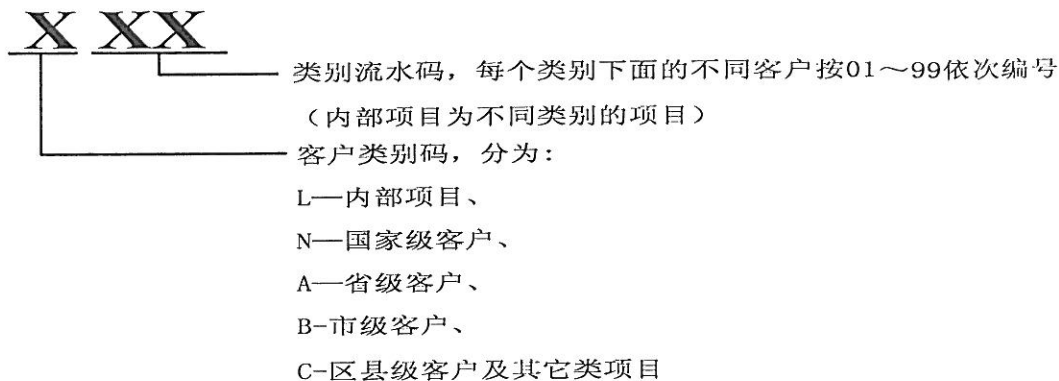 X XX
类别流水码，每个类别下面的不同客户按01～99依次编号
（内部项目为不同类别的项目）
客户类别码，分为：
L—内部项目、
N—国家级客户、
A—省级客户、
B-市级客户、
C-区县级客户及其它类项目